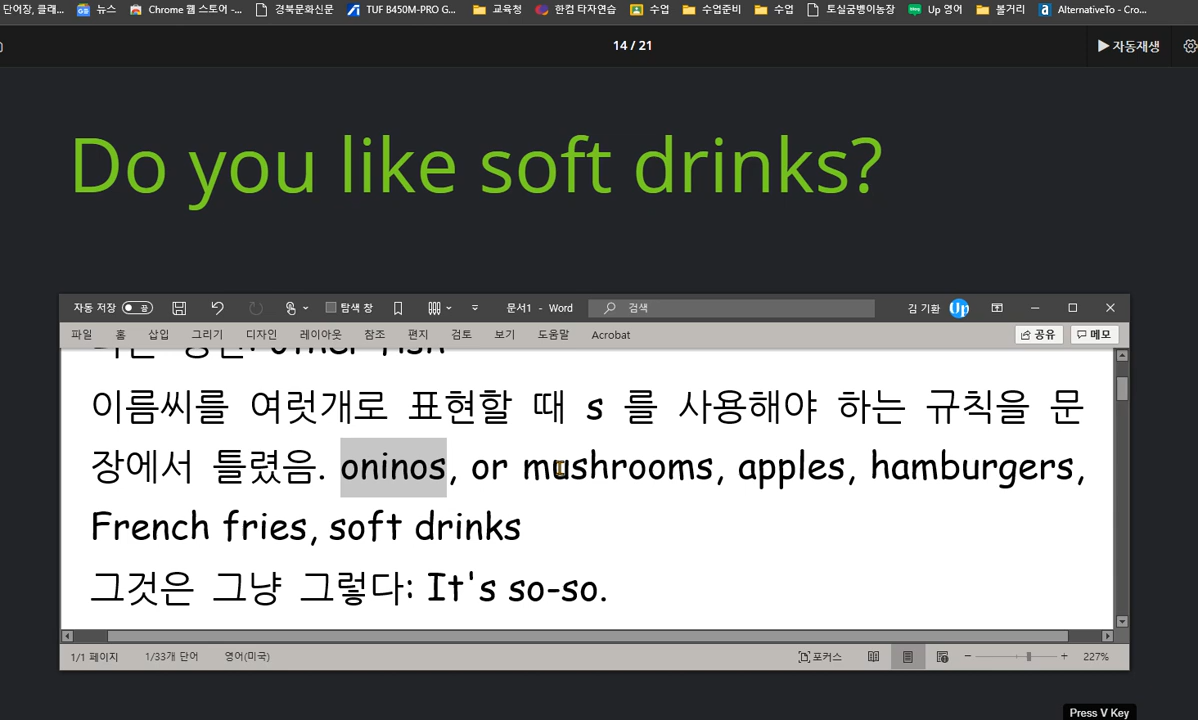 단어장, 클래... 뉴스 Chrome 웹 스토어 -... 경북문화신문 TUF B450M-PRO G... 교육청 한컴 타자연습 수업 수업준비 수업 토실굼벵이농장 Up 영어 볼거리 AlternativeTo - Cro...
14 / 21 자동재생
Do you like soft drinks?
자동 저장 끔 탐색 창 문서1 - Word 검색 김 기환 Up
파일 홈 삽입 그리기 디자인 레이아웃 참조 편지 검토 보기 도움말 Acrobat 공유 메모
이름씨를 여럿개로 표현할 때 s 를 사용해야 하는 규칙을 문
장에서 틀렸음. oninos, or mushrooms, apples, hamburgers,
French fries, soft drinks
그것은 그냥 그렇다: It's so-so.
1/1 페이지 1/33개 단어 영어(미국) 포커스 227%
Press V Key